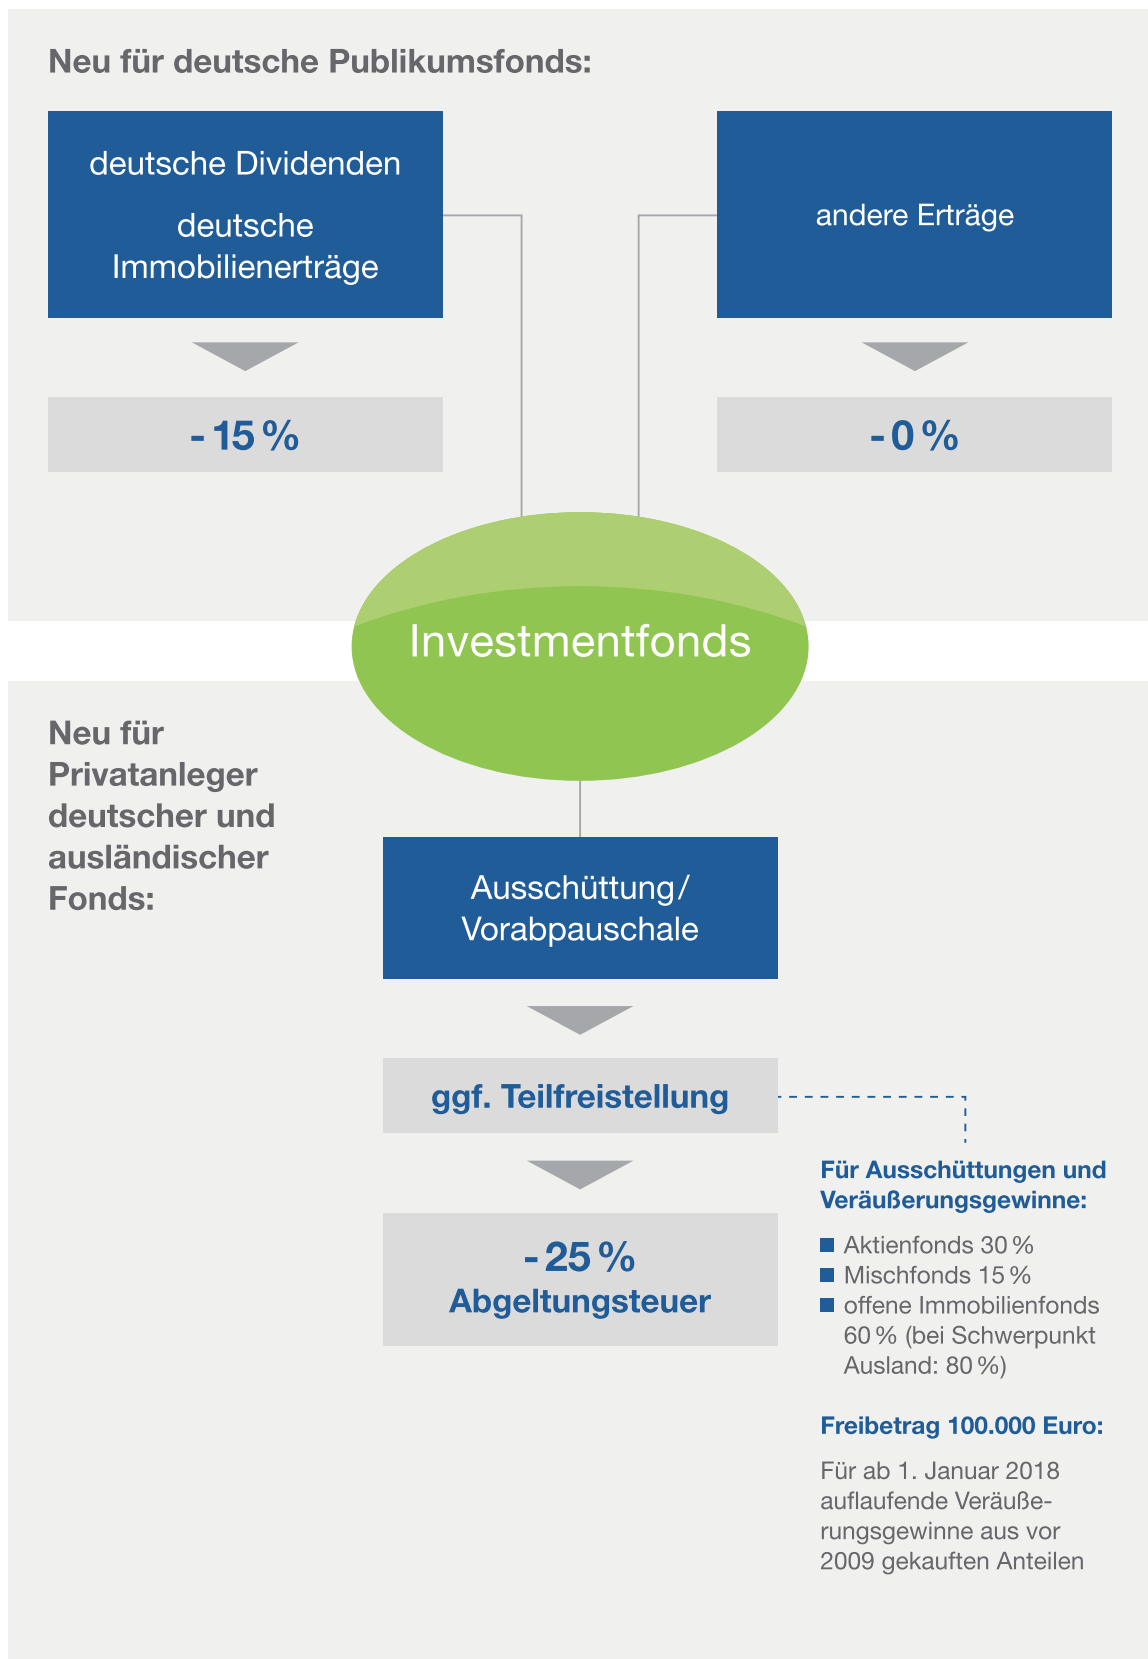 Neu für deutsche Publikumsfonds:
deutsche Dividenden
deutsche
Immobilienerträge
- 15 %
andere Erträge
- 0 %
Investmentfonds
Neu für
Privatanleger
deutscher und
ausländischer
Fonds:
Ausschüttung/
Vorabpauschale
ggf. Teilfreistellung
- 25 %
Abgeltungsteuer
Für Ausschüttungen und
Veräußerungsgewinne:
Aktienfonds 30 %
Mischfonds 15 %
offene Immobilienfonds
60 % (bei Schwerpunkt
Ausland: 80 %)
Freibetrag 100.000 Euro:
Für ab 1. Januar 2018
auflaufende Veräuße-
rungsgewinne aus vor
2009 gekauften Anteilen